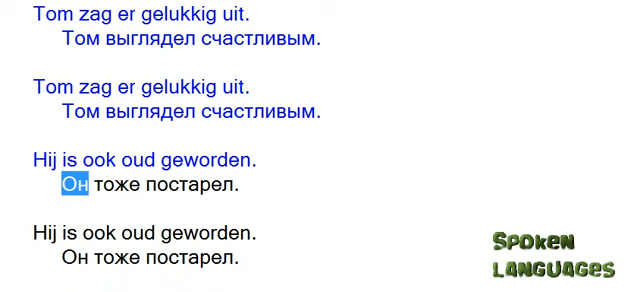 Tom zag er gelukkig uit.
Том выглядел счастливым.
Tom zag er gelukkig uit.
Том выглядел счастливым.
Hij is ook oud geworden.
Он тоже постарел.
Hij is ook oud geworden.
Он тоже постарел.
SPOKEN
LANGUAGES